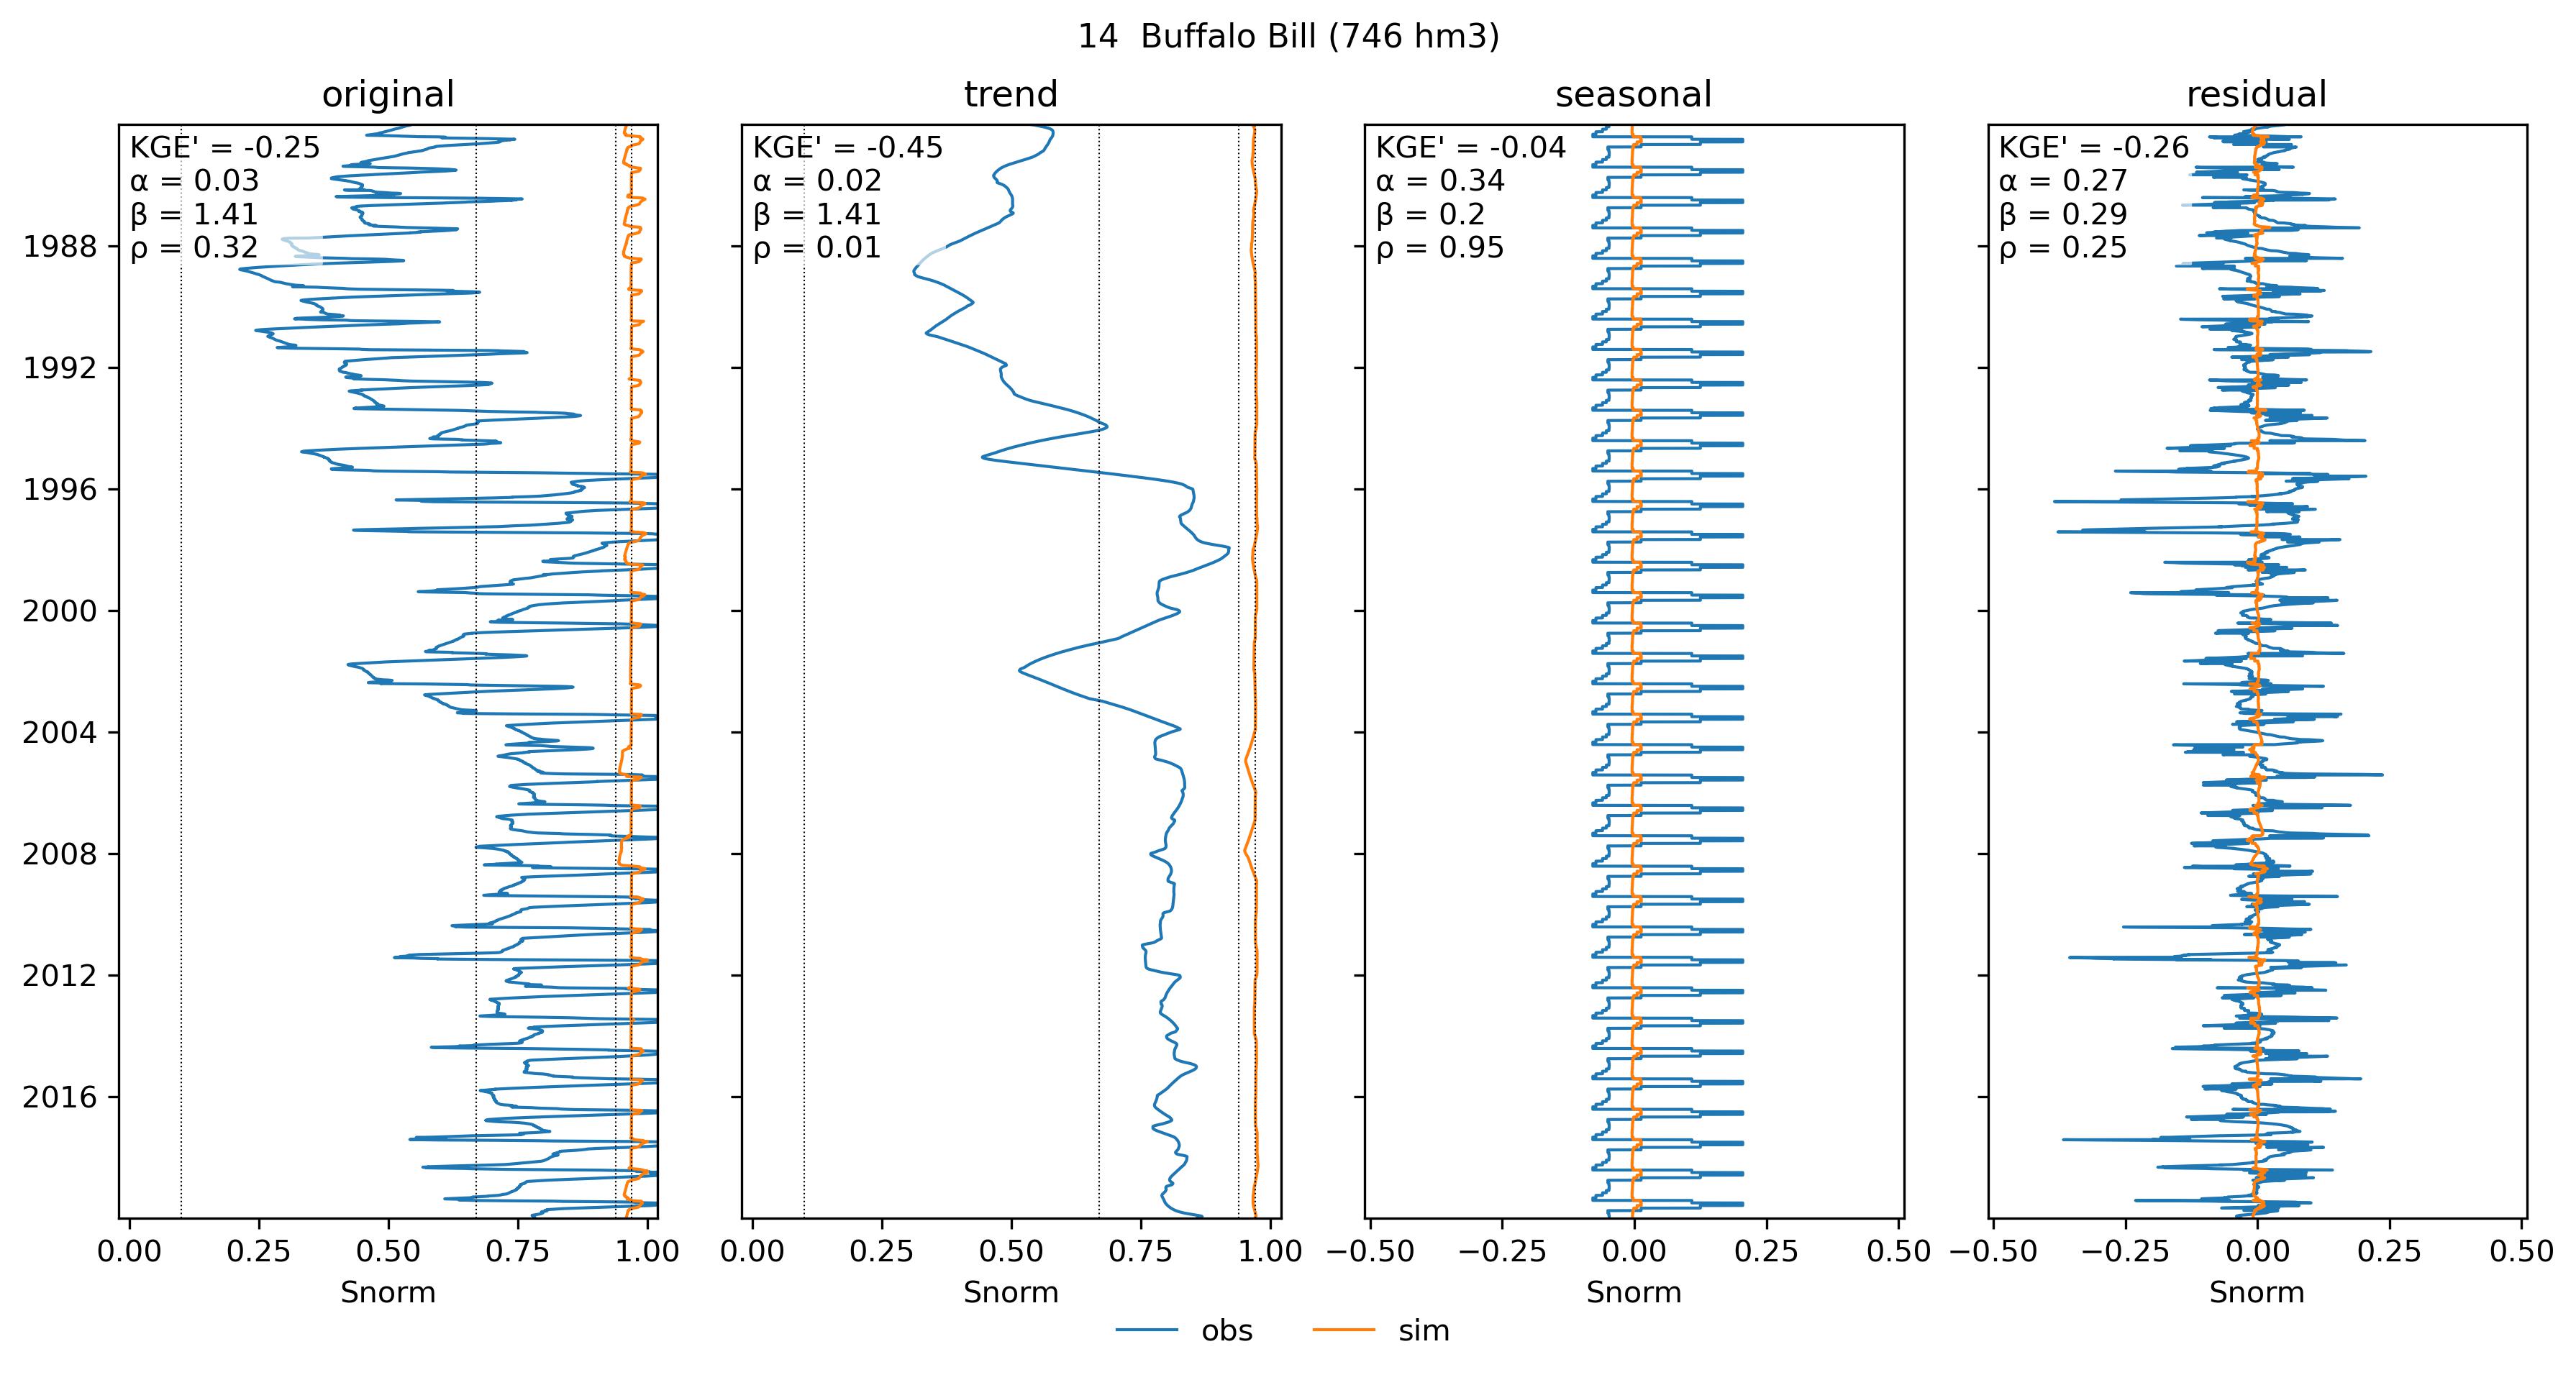 14  Buffalo Bill (746 hm3)
original
KGE' = -0.25
α = 0.03
β = 1.41
ρ = 0.32
1988
1992
1996
2000
2004
2008
2012
2016
0.00 0.25 0.50 0.75 1.00
Snorm
trend
KGE' = -0.45
α = 0.02
β = 1.41
ρ = 0.01
0.00 0.25 0.50 0.75 1.00
Snorm
seasonal
KGE' = -0.04
α = 0.34
β = 0.2
ρ = 0.95
−0.50 −0.25 0.00 0.25 0.50
Snorm
residual
KGE' = -0.26
α = 0.27
β = 0.29
ρ = 0.25
−0.50 −0.25 0.00 0.25 0.50
Snorm
obs sim